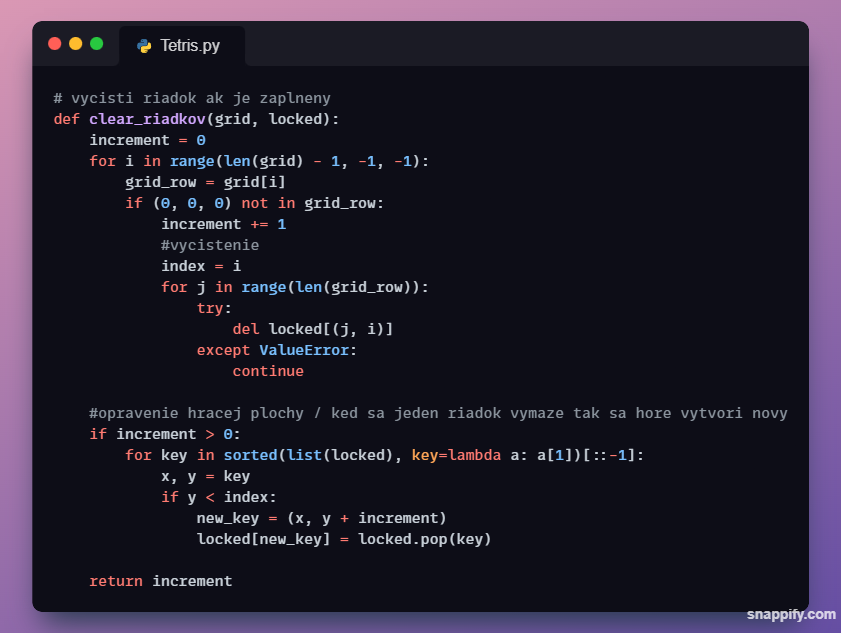 Tetris.py
# vycisti riadok ak je zaplneny
def clear_riadkov(grid, locked):
    increment = 0
    for i in range(len(grid) - 1, -1, -1):
        grid_row = grid[i]
        if (0, 0, 0) not in grid_row:
            increment += 1
            #vycistenie
            index = i
            for j in range(len(grid_row)):
                try:
                    del locked[(j, i)]
                except ValueError:
                    continue

    #opravenie hracej plochy / ked sa jeden riadok vymaze tak sa hore vytvori novy
    if increment > 0:
        for key in sorted(list(locked), key=lambda a: a[1])[::-1]:
            x, y = key
            if y < index:
                new_key = (x, y + increment)
                locked[new_key] = locked.pop(key)

    return increment
snappify.com